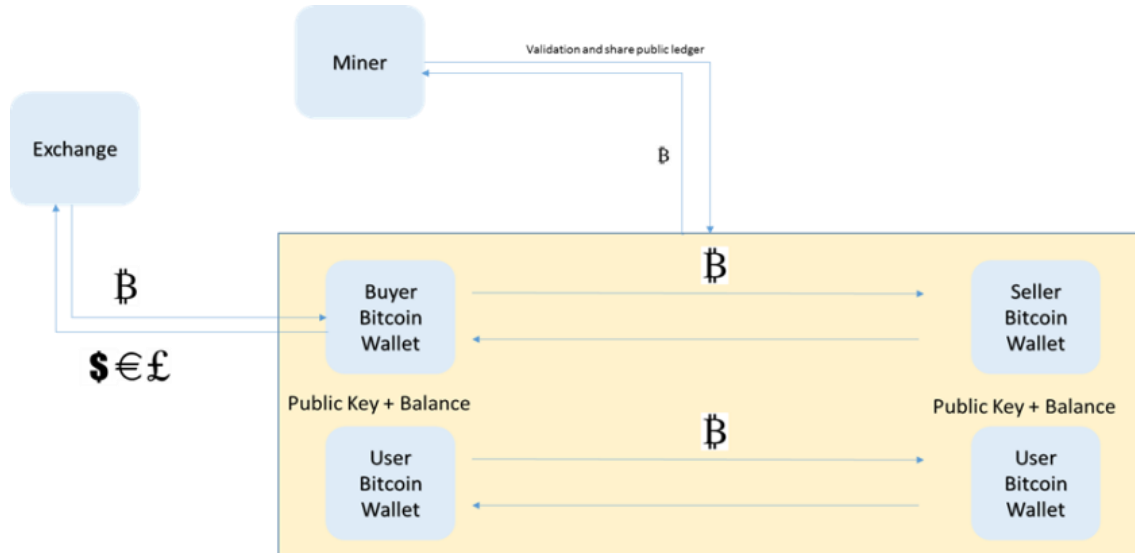 Validation and share public ledger
Miner
Exchange
₿
₿
Buyer
Bitcoin
Wallet
₿
Seller
Bitcoin
Wallet
$€£
Public Key + Balance
Public Key + Balance
₿
User
Bitcoin
Wallet
User
Bitcoin
Wallet